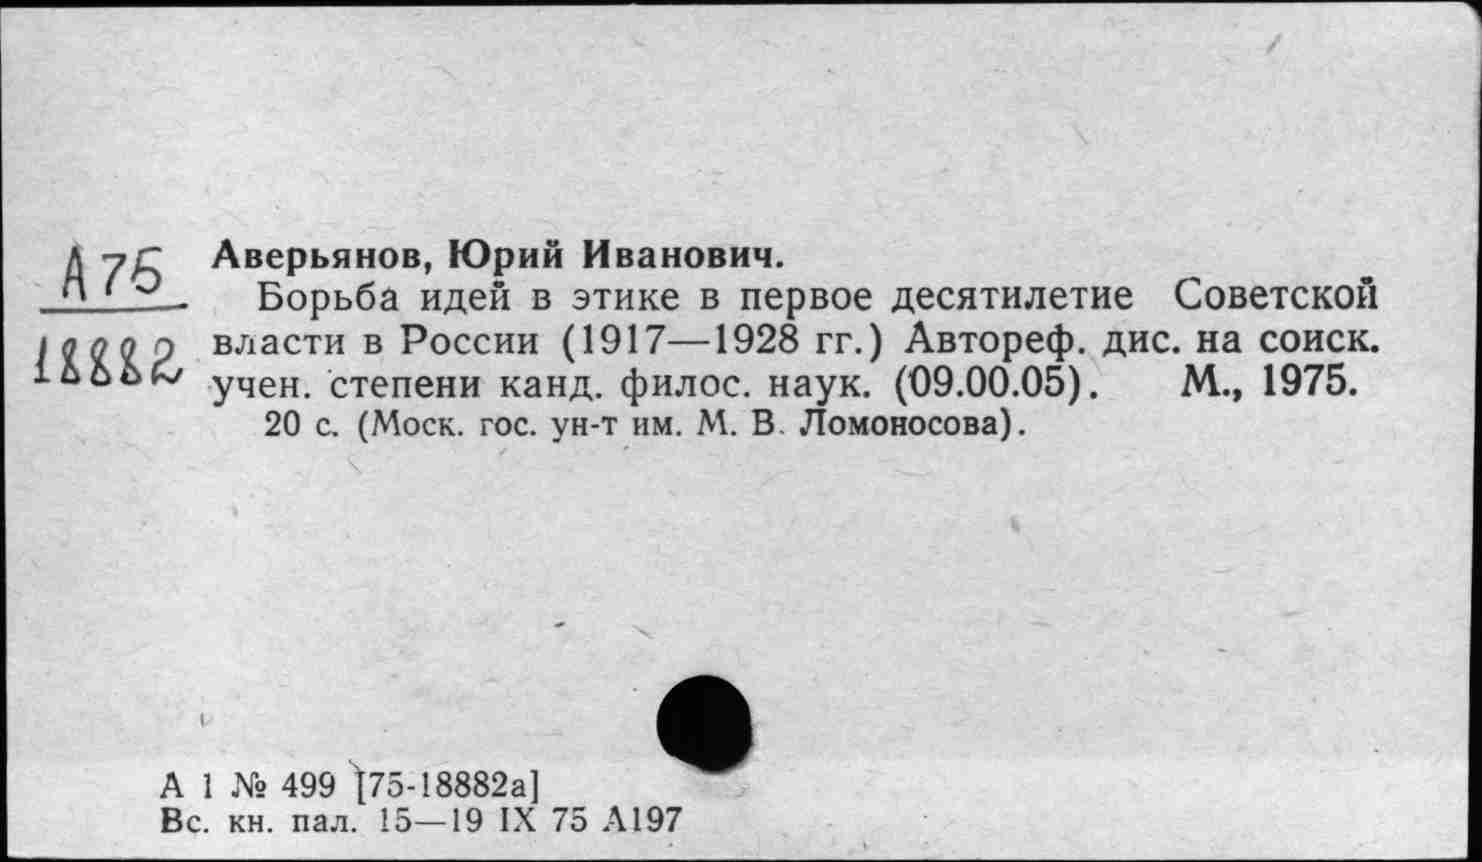 А 75
18882
Аверьянов, Юрий Иванович.
Борьба идей в этике в первое десятилетие Советской
власти в России (1917—1928 гг.) Автореф. дис. на соиск.
учен. степени канд. филос. наук. (09.00.05). М., 1975.
20 с. (Моск. гос. ун-т им. М. В. Ломоносова).
А 1 № 499 [75-18882а]
Вс. кн. пал. 15—19 IX 75 А197